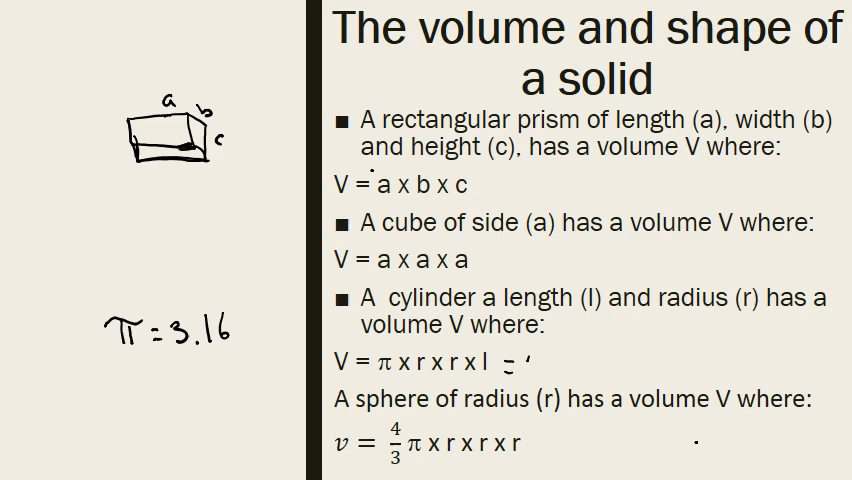 The volume and shape of
a solid
a
b
c
■ A rectangular prism of length (a), width (b)
and height (c), has a volume V where:
V = a x b x c
■ A cube of side (a) has a volume V where:
V = a x a x a
■ A  cylinder a length (l) and radius (r) has a
volume V where:
π = 3.16
V = π x r x r x l =
A sphere of radius (r) has a volume V where:
v = 4/3 π x r x r x r